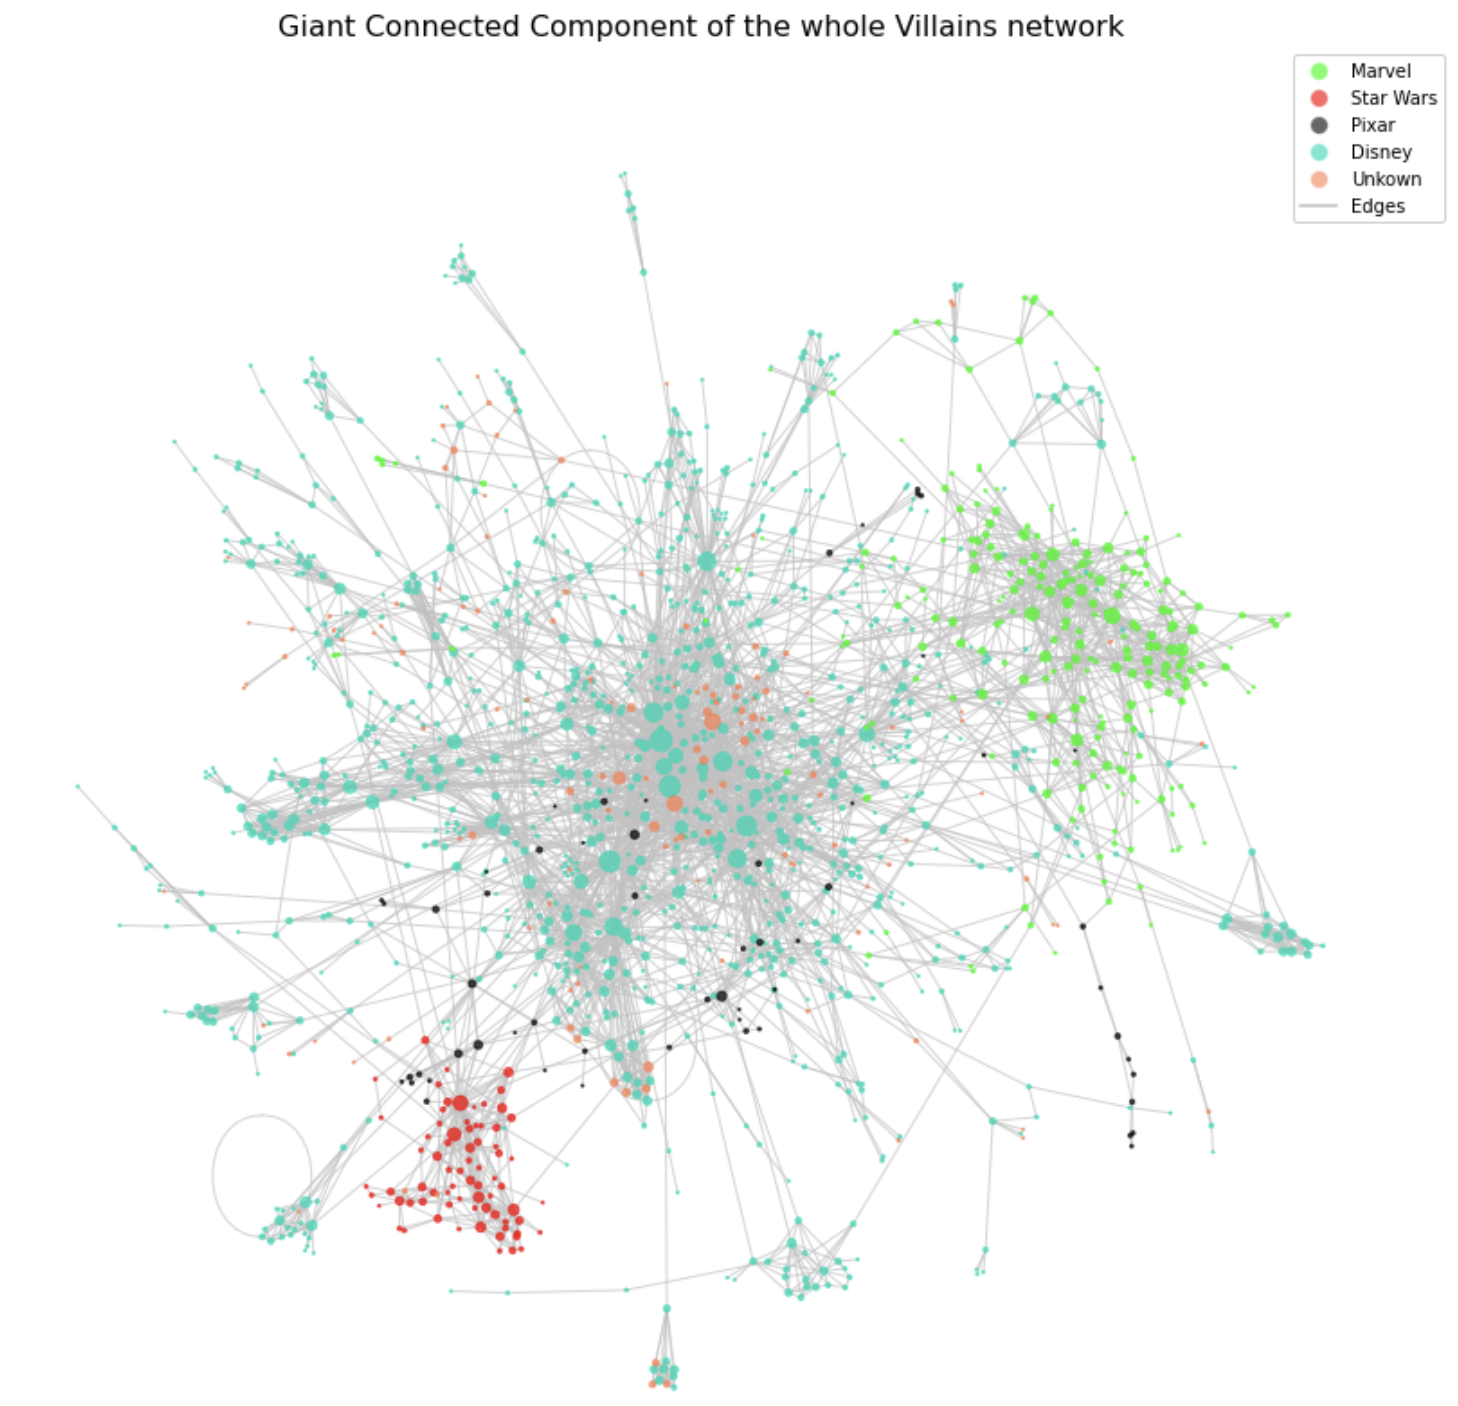 Giant Connected Component of the whole Villains network
Marvel
Star Wars
Pixar
Disney
Unkown
Edges